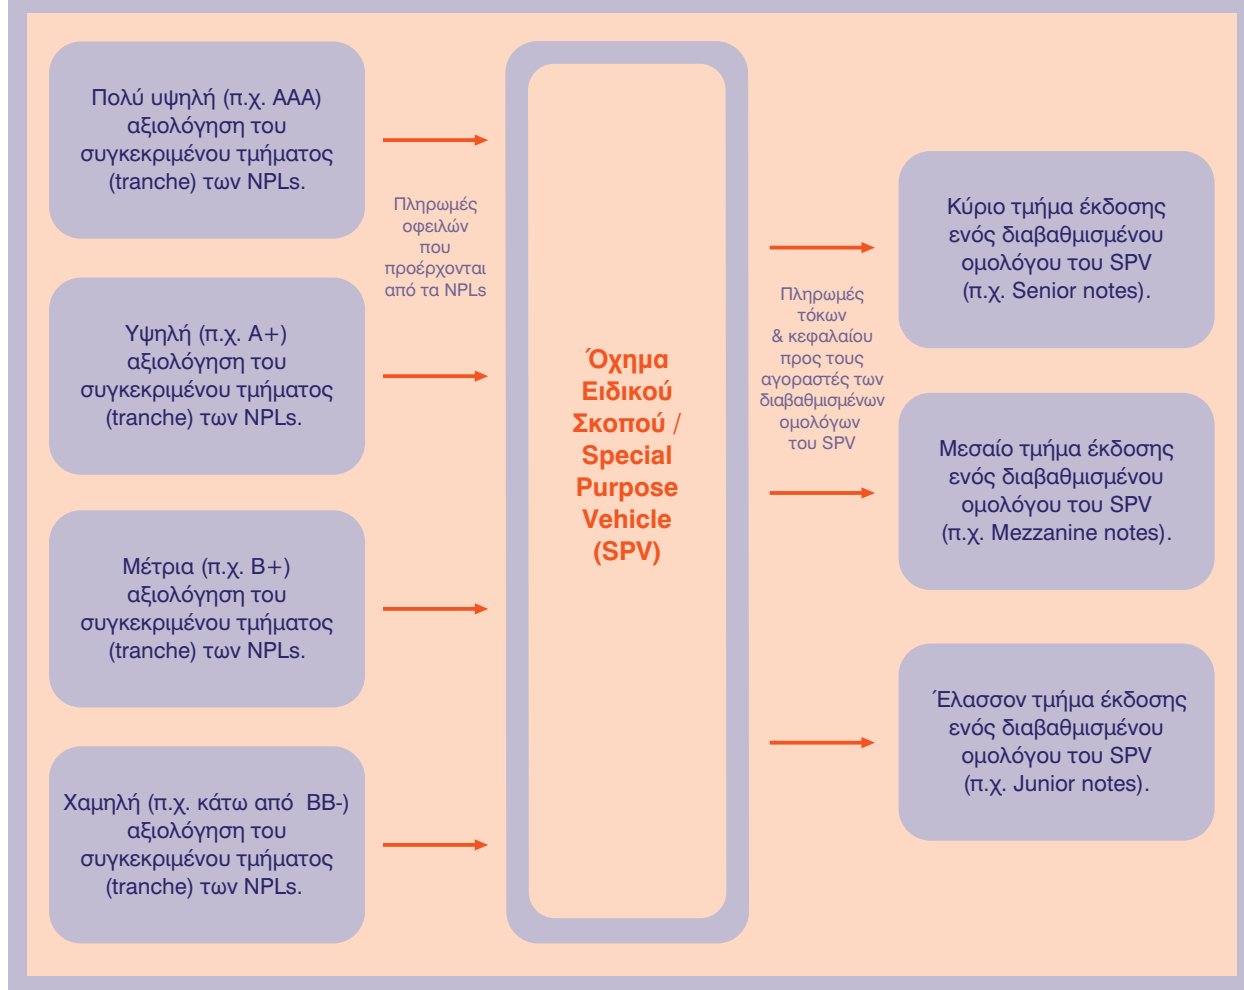 Πολύ υψηλή (π.χ. AAA)
αξιολόγηση του
συγκεκριμένου τμήματος
(tranche) των NPLs.
Υψηλή (π.χ. A+)
αξιολόγηση του
συγκεκριμένου τμήματος
(tranche) των NPLs.
Μέτρια (π.χ. B+)
αξιολόγηση του
συγκεκριμένου τμήματος
(tranche) των NPLs.
Χαμηλή (π.χ. κάτω από BB-)
αξιολόγηση του
συγκεκριμένου τμήματος
(tranche) των NPLs.
Πληρωμές
οφειλών
που
προέρχονται
από τα NPLs
Όχημα
Ειδικού
Σκοπού /
Special
Purpose
Vehicle
(SPV)
Πληρωμές
τόκων
& κεφαλαίου
προς τους
αγοραστές των
διαβαθμισμένων
ομολόγων
του SPV
Κύριο τμήμα έκδοσης
ενός διαβαθμισμένου
ομολόγου του SPV
(π.χ. Senior notes).
Μεσαίο τμήμα έκδοσης
ενός διαβαθμισμένου
ομολόγου του SPV
(π.χ. Mezzanine notes).
Έλασσον τμήμα έκδοσης
ενός διαβαθμισμένου
ομολόγου του SPV
(π.χ. Junior notes).